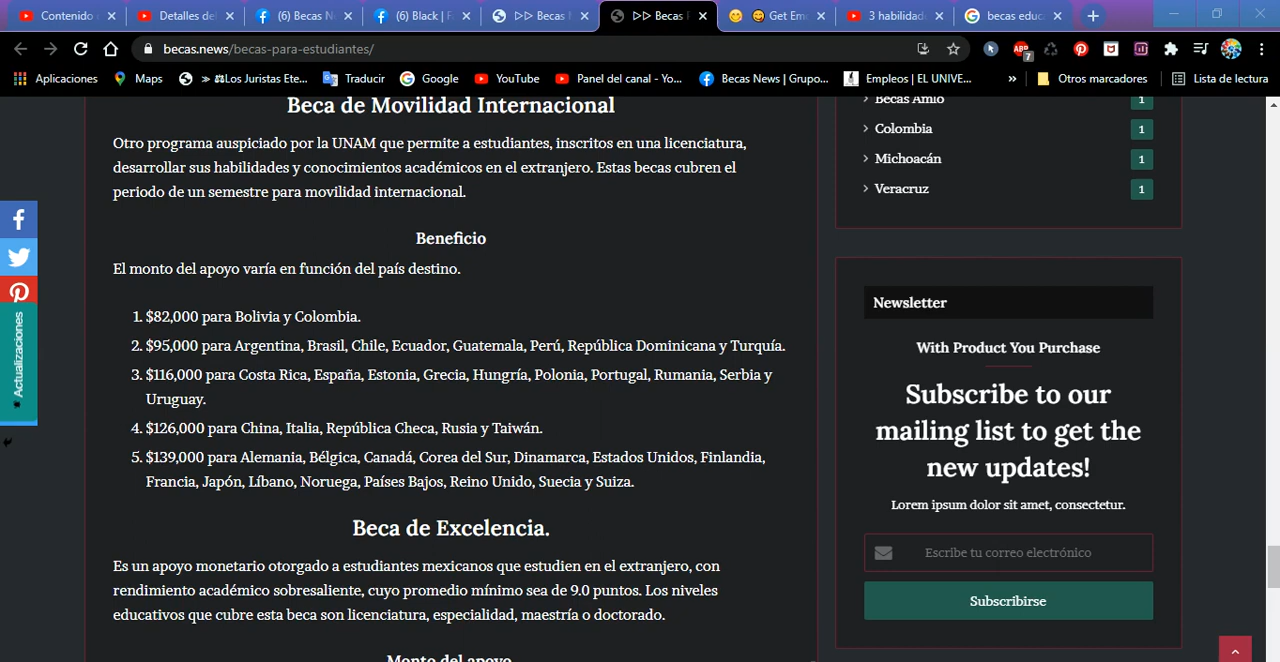 Contenido
Detalles de
(6) Becas N
(6) Black | F
▷▷ Becas
▷▷ Becas
😀 Get Em
3 habilidad
becas educ
becas.news/becas-para-estudiantes/
7
Aplicaciones
Maps
» ⚖Los Juristas Ete...
Traducir
Google
YouTube
Panel del canal - Yo...
Becas News | Grupo...
Empleos | EL UNIVE...
»
Otros marcadores
Lista de lectura
Beca de Movilidad Internacional
Otro programa auspiciado por la UNAM que permite a estudiantes, inscritos en una licenciatura,
desarrollar sus habilidades y conocimientos académicos en el extranjero. Estas becas cubren el
periodo de un semestre para movilidad internacional.
Beneficio
El monto del apoyo varía en función del país destino.
1. $82,000 para Bolivia y Colombia.
2. $95,000 para Argentina, Brasil, Chile, Ecuador, Guatemala, Perú, República Dominicana y Turquía.
3. $116,000 para Costa Rica, España, Estonia, Grecia, Hungría, Polonia, Portugal, Rumania, Serbia y
Uruguay.
4. $126,000 para China, Italia, República Checa, Rusia y Taiwán.
5. $139,000 para Alemania, Bélgica, Canadá, Corea del Sur, Dinamarca, Estados Unidos, Finlandia,
Francia, Japón, Líbano, Noruega, Países Bajos, Reino Unido, Suecia y Suiza.
Beca de Excelencia.
Es un apoyo monetario otorgado a estudiantes mexicanos que estudien en el extranjero, con
rendimiento académico sobresaliente, cuyo promedio mínimo sea de 9.0 puntos. Los niveles
educativos que cubre esta beca son licenciatura, especialidad, maestría o doctorado.
Monto del apoyo
Actualizaciones
Becas Amlo 1
Colombia 1
Michoacán 1
Veracruz 1
Newsletter
With Product You Purchase
Subscribe to our
mailing list to get the
new updates!
Lorem ipsum dolor sit amet, consectetur.
Escribe tu correo electrónico
Subscribirse